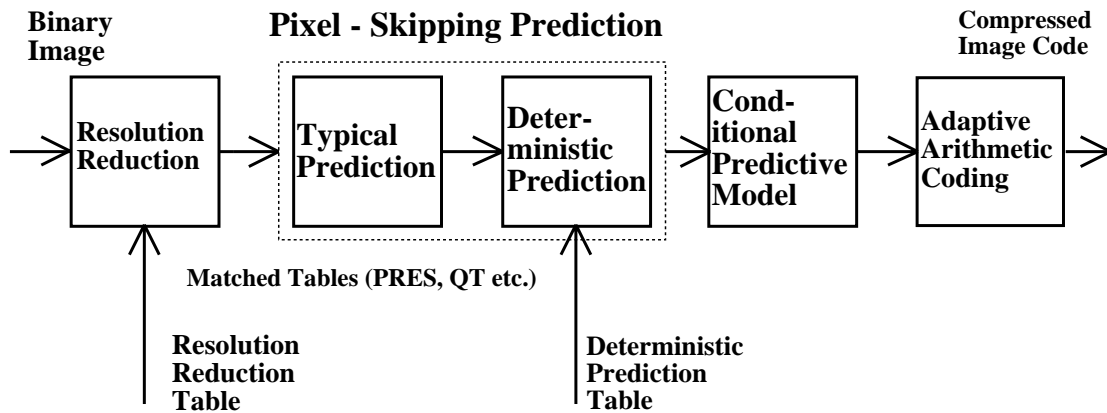 Binary
Image
Pixel - Skipping Prediction
Compressed
Image Code
Resolution
Reduction
Typical
Prediction
Deter-
ministic
Prediction
Cond-
itional
Predictive
Model
Adaptive
Arithmetic
Coding
Matched Tables (PRES, QT etc.)
Resolution
Reduction
Table
Deterministic
Prediction
Table